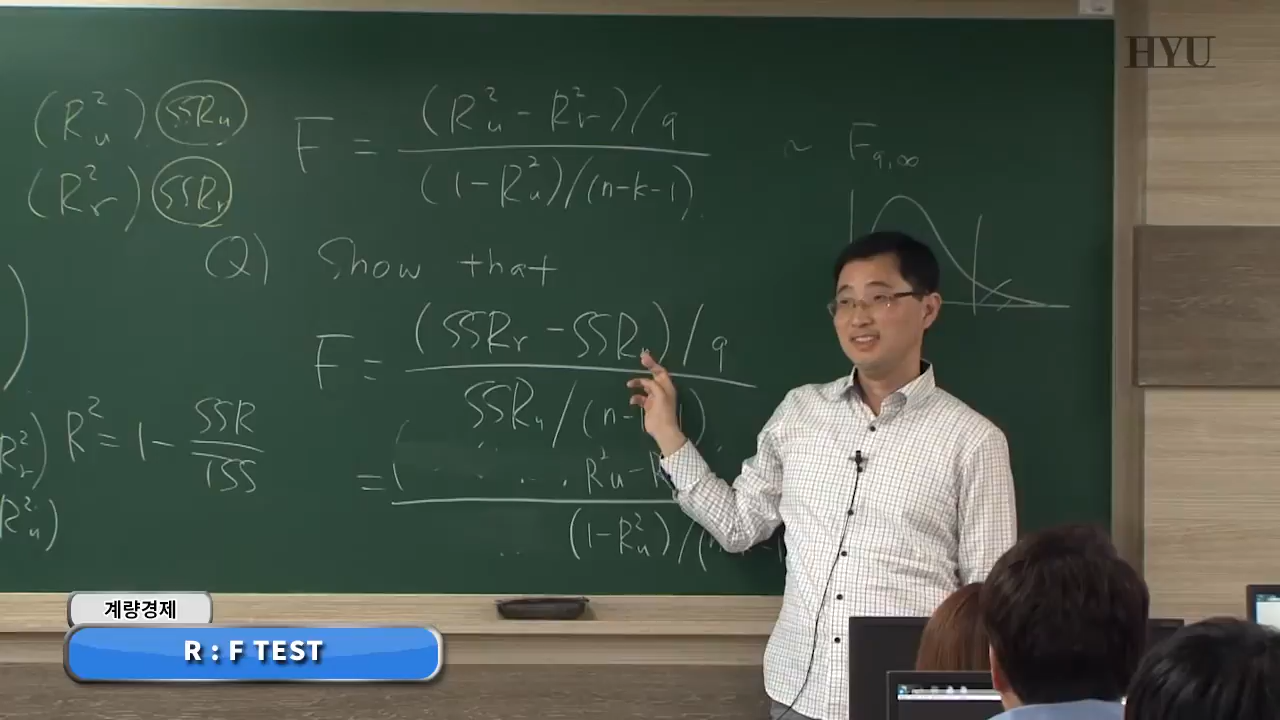 HYU
(R²u) SSRu
(R²r) SSRr
F = (R²u - R²r)/q
(1-R²u)/(n-k-1)
~ Fq,∞
Q) Show that
F = (SSRr - SSRu)/q
SSRu/(n-
R²r) R² = 1 - SSR
TSS
R²u)
= ( . . . R²u -
(1-R²u)/(
계량경제
R : F TEST